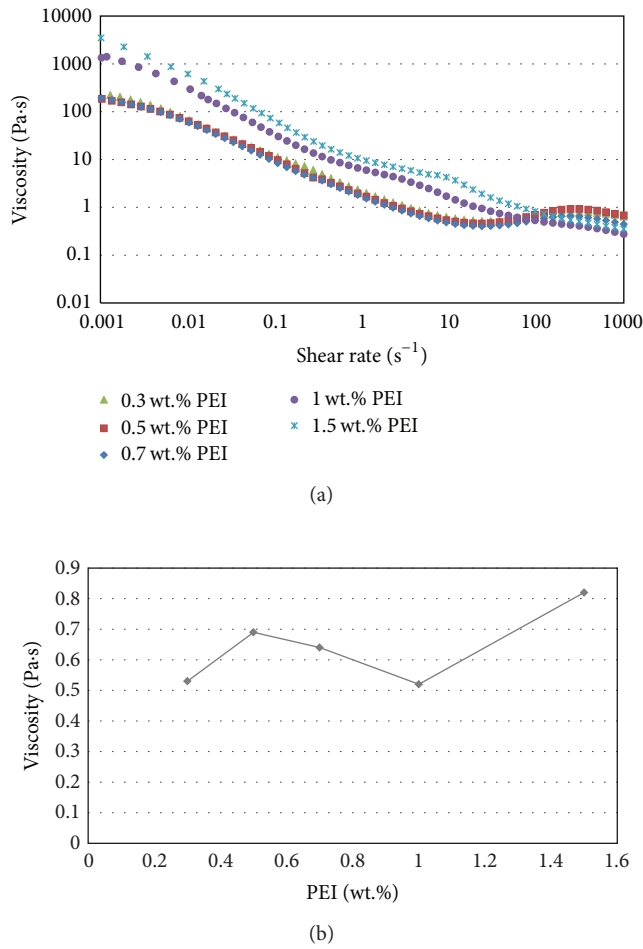 10000
1000
100
10
1
0.1
0.01
Viscosity (Pa·s)
0.001 0.01 0.1 1 10 100 1000
Shear rate (s⁻¹)
0.3 wt.% PEI
0.5 wt.% PEI
0.7 wt.% PEI
1 wt.% PEI
1.5 wt.% PEI
(a)
0.9
0.8
0.7
0.6
0.5
0.4
0.3
0.2
0.1
0
Viscosity (Pa·s)
0 0.2 0.4 0.6 0.8 1 1.2 1.4 1.6
PEI (wt.%)
(b)